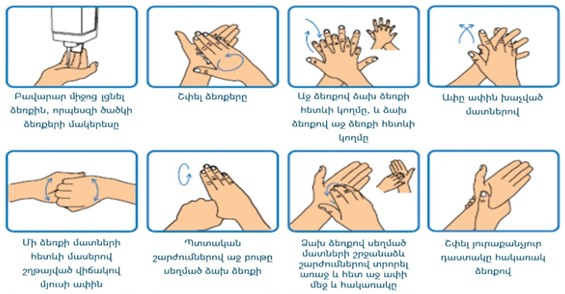 Բավարար միջոց լցնել
ձեռքին, որպեսզի ծածկի
ձեռքերի մակերեսը
Շփել ձեռքերը
Աջ ձեռքով ձախ ձեռքի
հետևի կողմը, և ձախ
ձեռքով աջ ձեռքի հետևի
կողմը
Ափը ափին խաչված
մատներով
Մի ձեռքի մատների
հետևի մասերով
շղթայված վիճակով
մյուսի ափին
Պտտական
շարժումներով աջ բութը
սեղմած ձախ ձեռքի
Ձախ ձեռքով սեղմած
մատների շրջանաձև
շարժումներով տրորել
առաջ և հետ աջ ափի
մեջ և հակառակը
Շփել յուրաքանչյուր
դաստակը հակառակ
ձեռքով